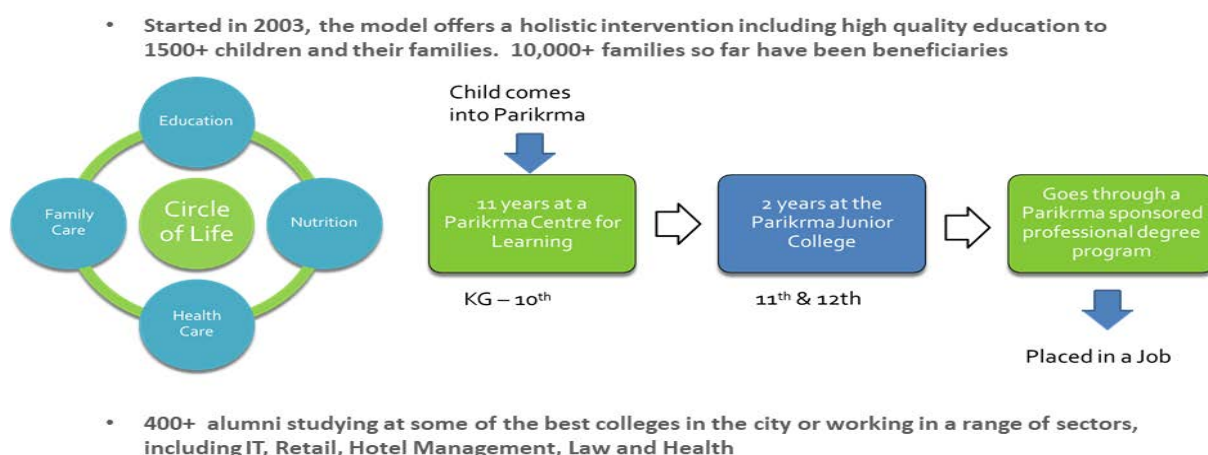 • Started in 2003, the model offers a holistic intervention including high quality education to
1500+ children and their families. 10,000+ families so far have been beneficiaries
Education
Family
Care
Circle
of Life
Nutrition
Health
Care
Child comes
into Parikrma
11 years at a
Parikrma Centre for
Learning
KG – 10th
2 years at the
Parikrma Junior
College
11th & 12th
Goes through a
Parikrma sponsored
professional degree
program
Placed in a Job
• 400+ alumni studying at some of the best colleges in the city or working in a range of sectors,
including IT, Retail, Hotel Management, Law and Health